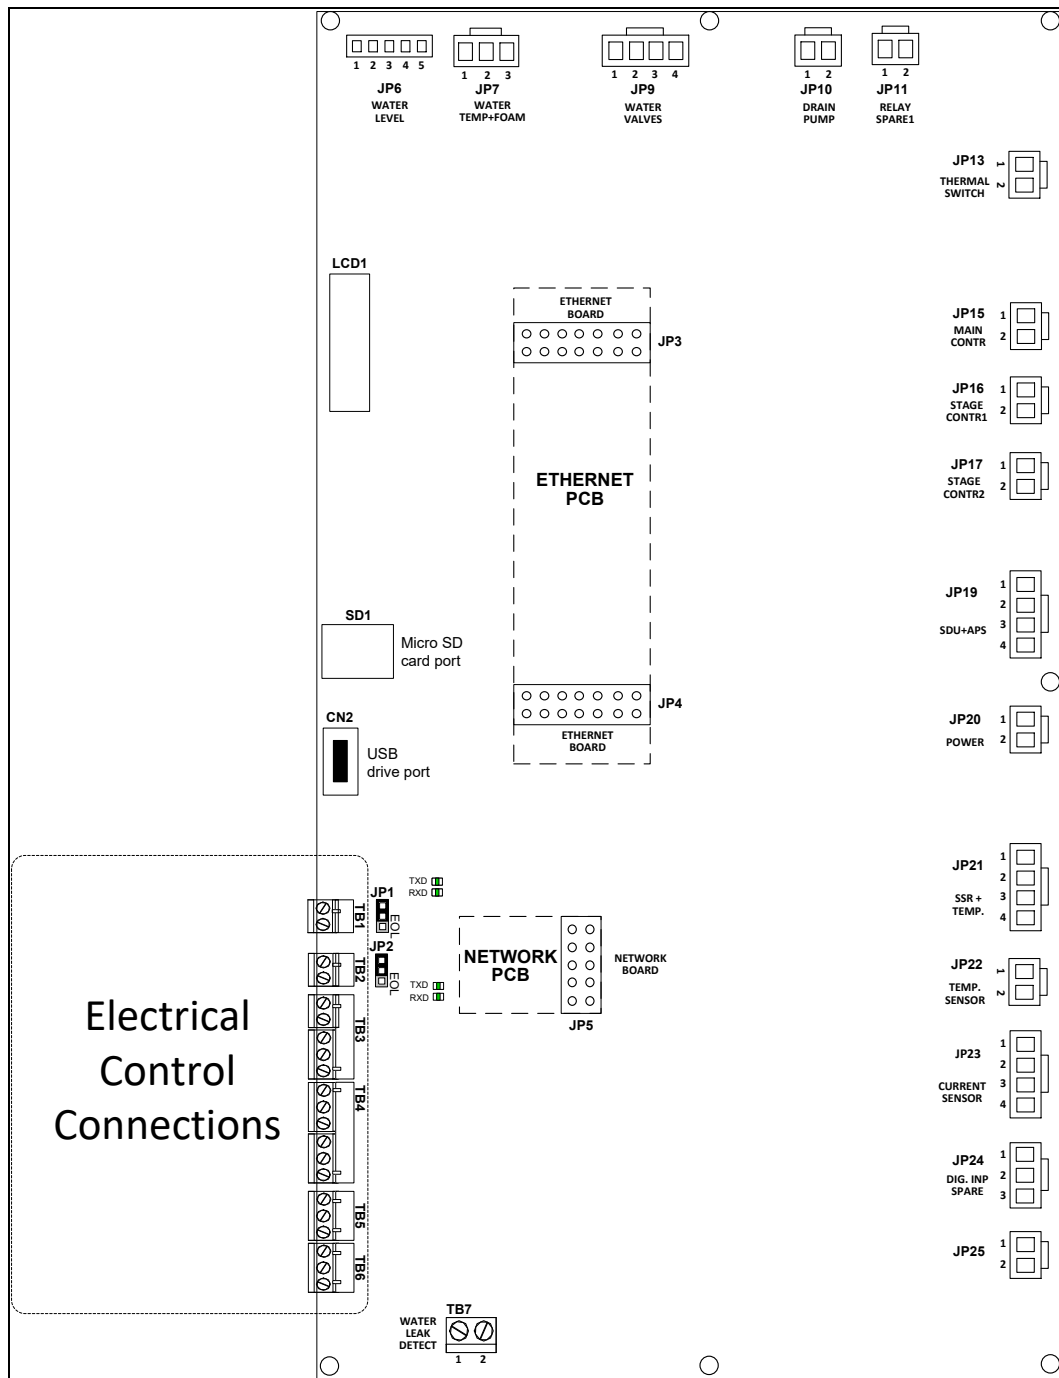 1 2 3 4 5
JP6
WATER
LEVEL
1 2 3
JP7
WATER
TEMP+FOAM
1 2 3 4
JP9
WATER
VALVES
1 2
JP10
DRAIN
PUMP
1 2
JP11
RELAY
SPARE1
JP13
THERMAL
SWITCH
1
2
LCD1
ETHERNET
BOARD
JP3
JP15
MAIN
CONTR
1
2
JP16
STAGE
CONTR1
1
2
ETHERNET
PCB
JP17
STAGE
CONTR2
1
2
JP19
SDU+APS
1
2
3
4
SD1
Micro SD
card port
JP4
ETHERNET
BOARD
CN2
USB
drive port
JP20
POWER
1
2
JP21
SSR +
TEMP.
1
2
3
4
TXD
RXD
JP1
EOL
TB1
JP2
EOL
TB2
TXD
RXD
NETWORK
PCB
NETWORK
BOARD
JP5
JP22
TEMP.
SENSOR
1
2
Electrical
Control
Connections
TB3
TB4
TB5
TB6
JP23
CURRENT
SENSOR
1
2
3
4
JP24
DIG. INP
SPARE
1
2
3
JP25
1
2
TB7
WATER
LEAK
DETECT
1 2